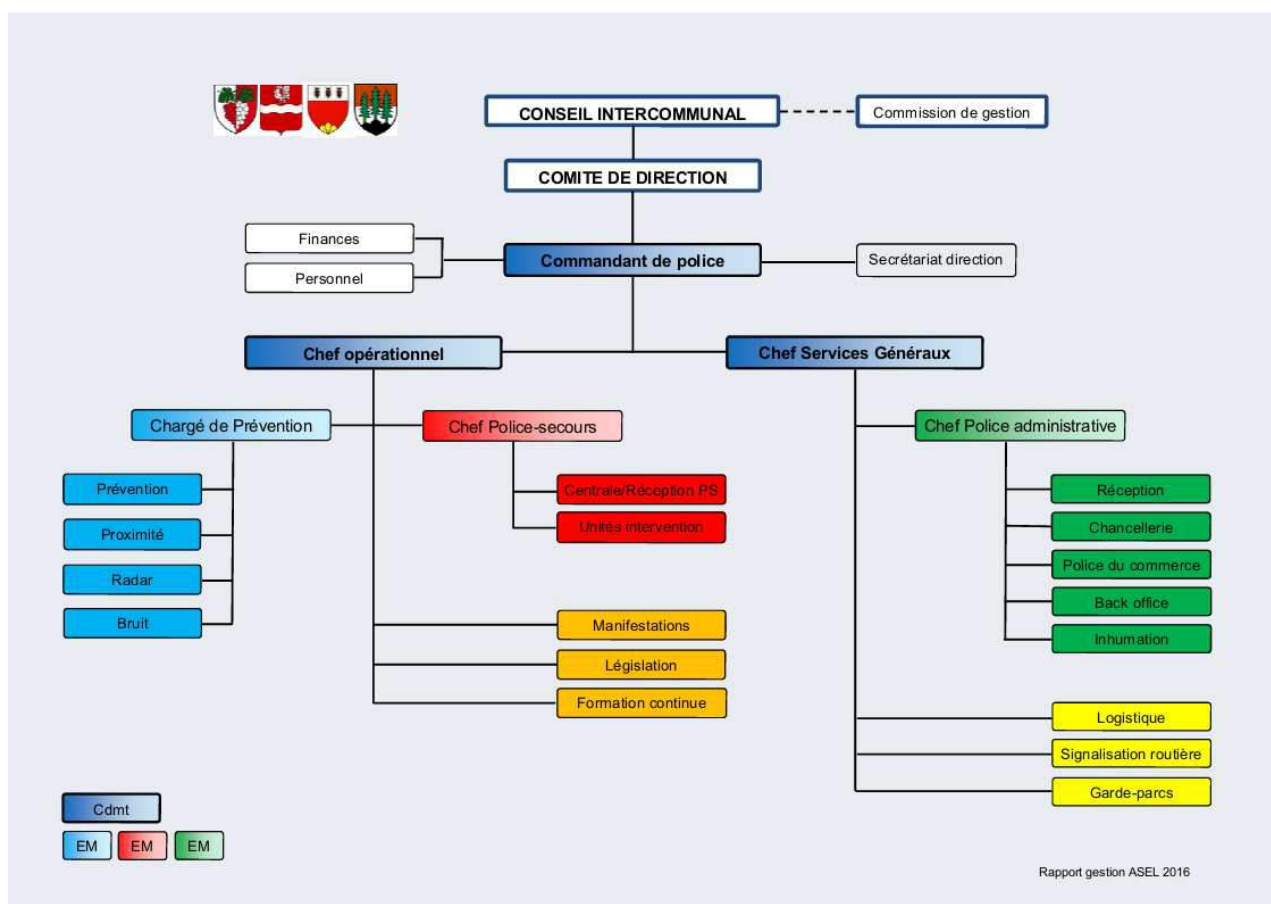 CONSEIL INTERCOMMUNAL
Commission de gestion
COMITE DE DIRECTION
Finances
Personnel
Commandant de police
Secrétariat direction
Chef opérationnel
Chef Services Généraux
Chargé de Prévention
Chef Police-secours
Chef Police administrative
Prévention
Proximité
Radar
Bruit
Centrale/Réception PS
Unités intervention
Manifestations
Législation
Formation continue
Réception
Chancellerie
Police du commerce
Back office
Inhumation
Logistique
Signalisation routière
Garde-parcs
Cdmt
EM
EM
EM
Rapport gestion ASEL 2016